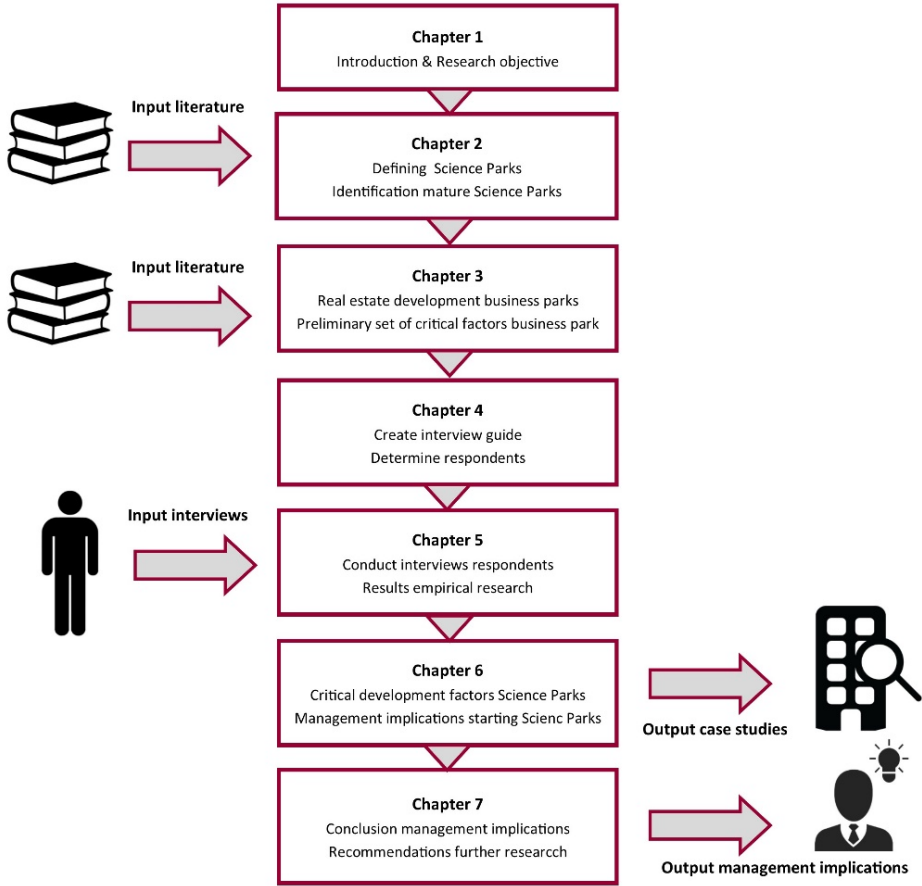 Chapter 1
Introduction & Research objective
Input literature
Chapter 2
Defining Science Parks
Identification mature Science Parks
Input literature
Chapter 3
Real estate development business parks
Preliminary set of critical factors business park
Chapter 4
Create interview guide
Determine respondents
Input interviews
Chapter 5
Conduct interviews respondents
Results empirical research
Chapter 6
Critical development factors Science Parks
Management implications starting Scienc Parks
Output case studies
Chapter 7
Conclusion management implications
Recommendations further researcch
Output management implications